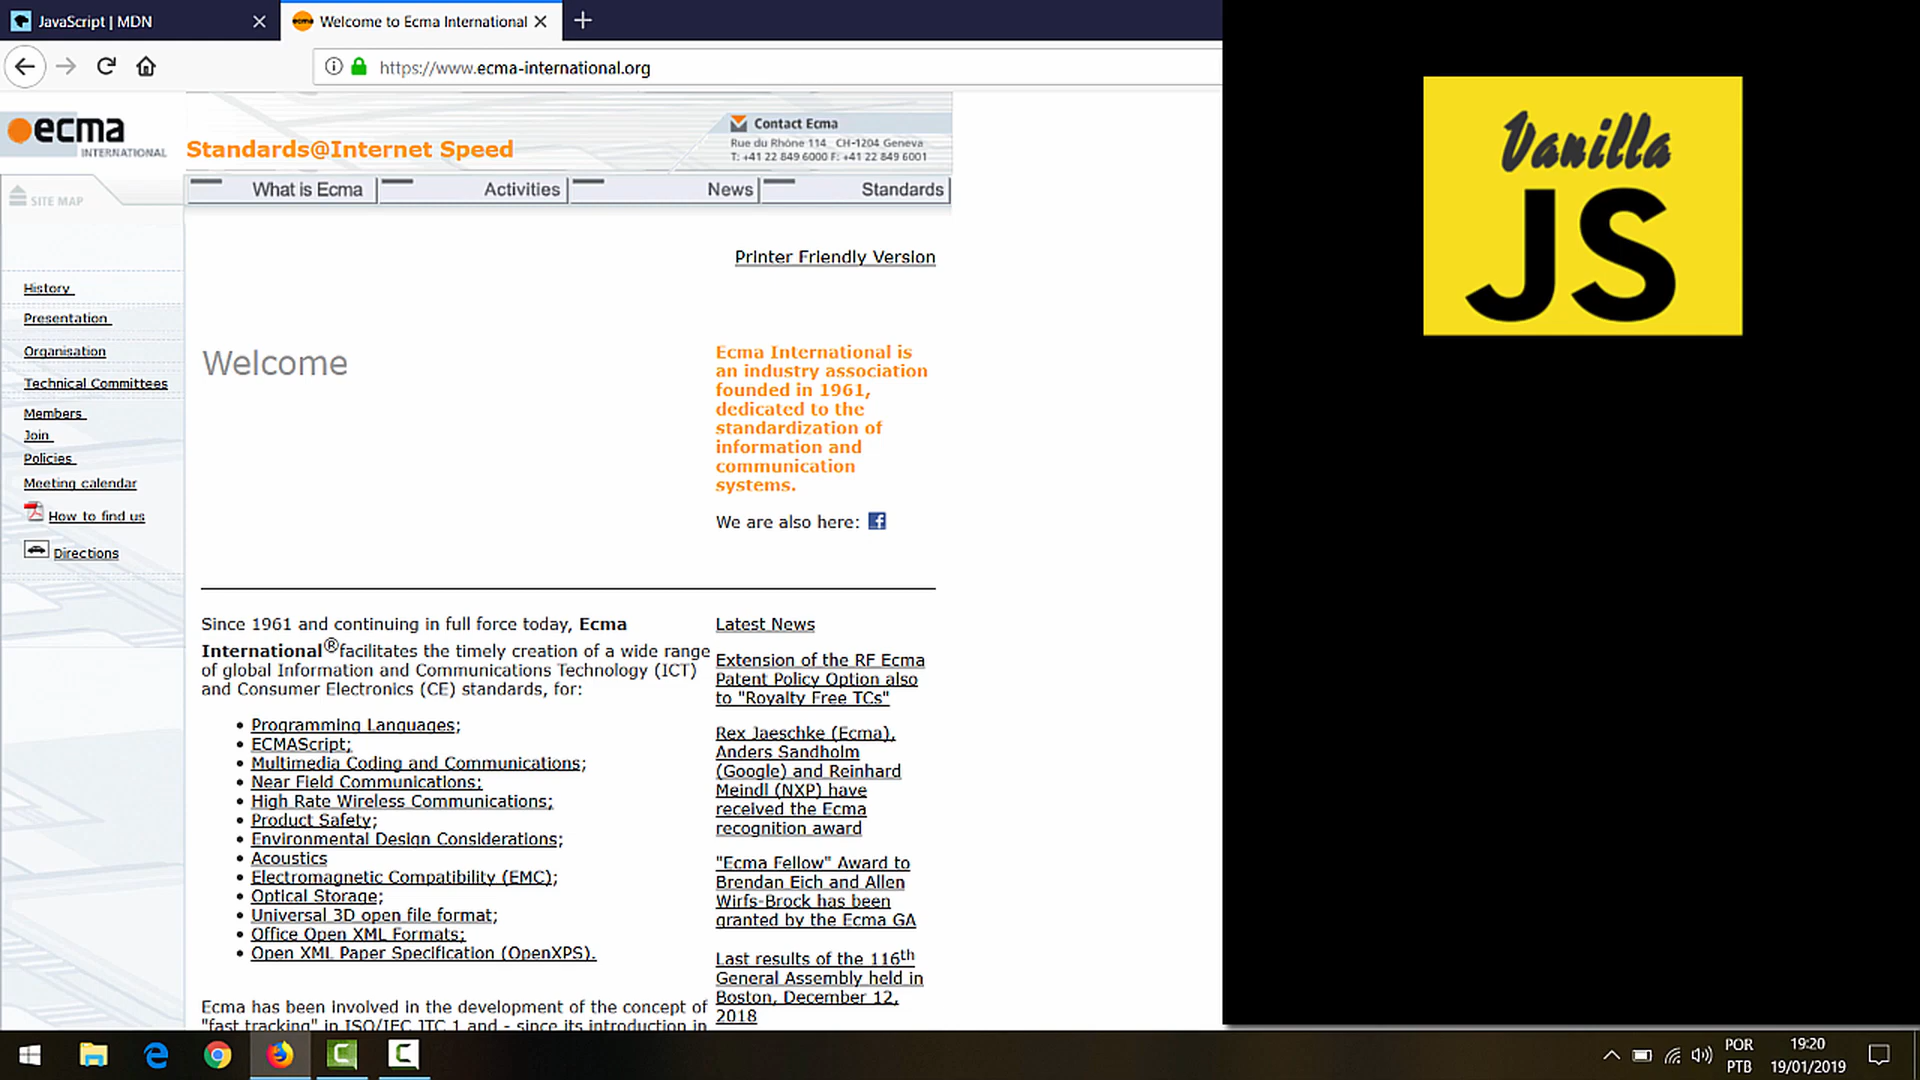 JavaScript | MDN
Welcome to Ecma International
https://www.ecma-international.org
ecma
INTERNATIONAL
Standards@Internet Speed
Contact Ecma
Rue du Rhône 114 CH-1204 Geneva
T: +41 22 849 6000 F: +41 22 849 6001
SITE MAP
What is Ecma
Activities
News
Standards
Printer Friendly Version
History
Presentation
Organisation
Technical Committees
Members
Join
Policies
Meeting calendar
How to find us
Directions
Welcome
Ecma International is
an industry association
founded in 1961,
dedicated to the
standardization of
information and
communication
systems.
We are also here:
Since 1961 and continuing in full force today, Ecma
International®facilitates the timely creation of a wide range
of global Information and Communications Technology (ICT)
and Consumer Electronics (CE) standards, for:
• Programming Languages;
• ECMAScript;
• Multimedia Coding and Communications;
• Near Field Communications;
• High Rate Wireless Communications;
• Product Safety;
• Environmental Design Considerations;
• Acoustics
• Electromagnetic Compatibility (EMC);
• Optical Storage;
• Universal 3D open file format;
• Office Open XML Formats;
• Open XML Paper Specification (OpenXPS).
Ecma has been involved in the development of the concept of
"fast tracking" in ISO/IEC JTC 1 and - since its introduction in
Latest News
Extension of the RF Ecma
Patent Policy Option also
to "Royalty Free TCs"
Rex Jaeschke (Ecma),
Anders Sandholm
(Google) and Reinhard
Meindl (NXP) have
received the Ecma
recognition award
"Ecma Fellow" Award to
Brendan Eich and Allen
Wirfs-Brock has been
granted by the Ecma GA
Last results of the 116th
General Assembly held in
Boston, December 12,
2018
Vanilla
JS
POR
PTB
19:20
19/01/2019